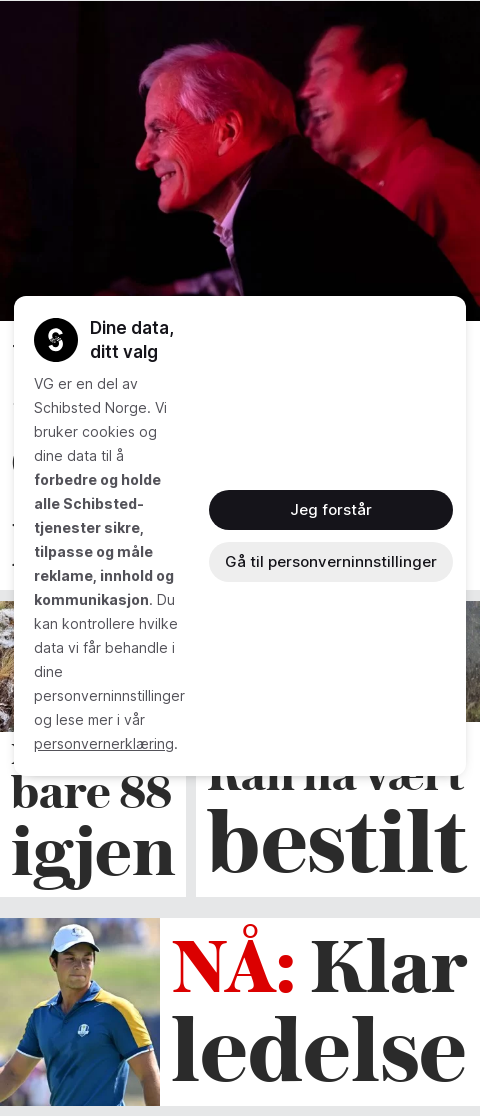 Dine data,
ditt valg
VG er en del av
Schibsted Norge. Vi
bruker cookies og
dine data til å
forbedre og holde
alle Schibsted-
tjenester sikre,
tilpasse og måle
reklame, innhold og
kommunikasjon. Du
kan kontrollere hvilke
data vi får behandle i
dine
personverninnstillinger
og lese mer i vår
personvernerklæring.
Jeg forstår
Gå til personverninnstillinger
bare 88
igjen
Kan ha vært
bestilt
NÅ: Klar
ledelse